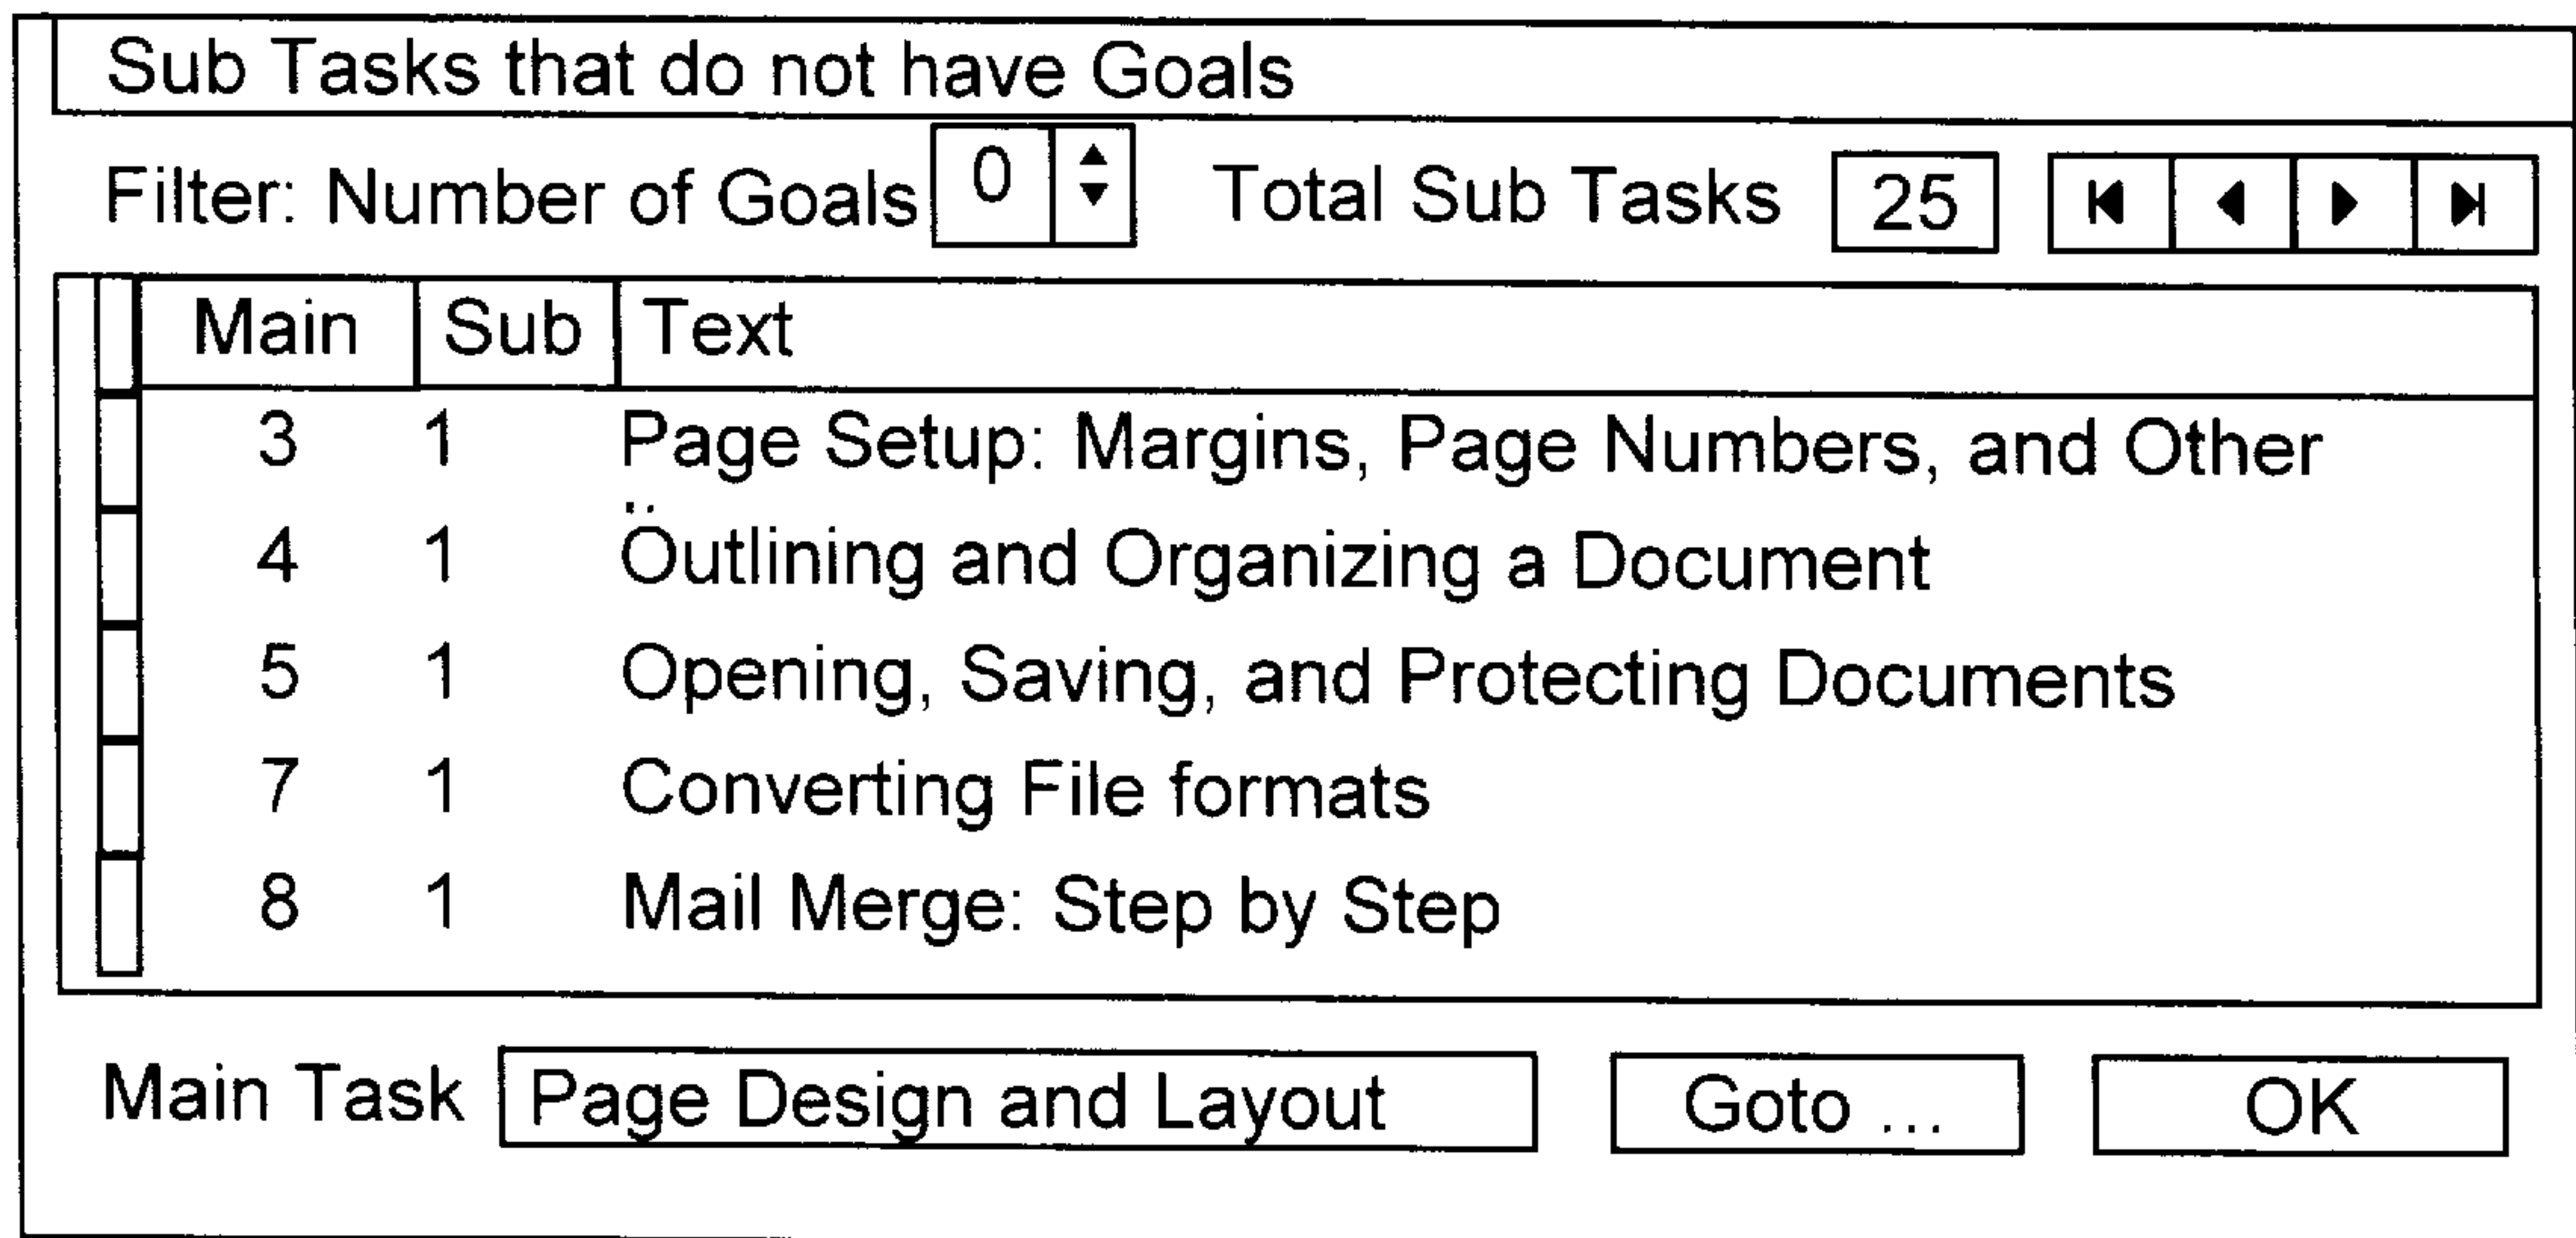 Sub Tasks that do not have Goals
Filter: Number of Goals 0 Total Sub Tasks 25
Main Sub Text
3 1 Page Setup: Margins, Page Numbers, and Other ..
4 1 Outlining and Organizing a Document
5 1 Opening, Saving, and Protecting Documents
7 1 Converting File formats
8 1 Mail Merge: Step by Step
Main Task Page Design and Layout Goto ... OK